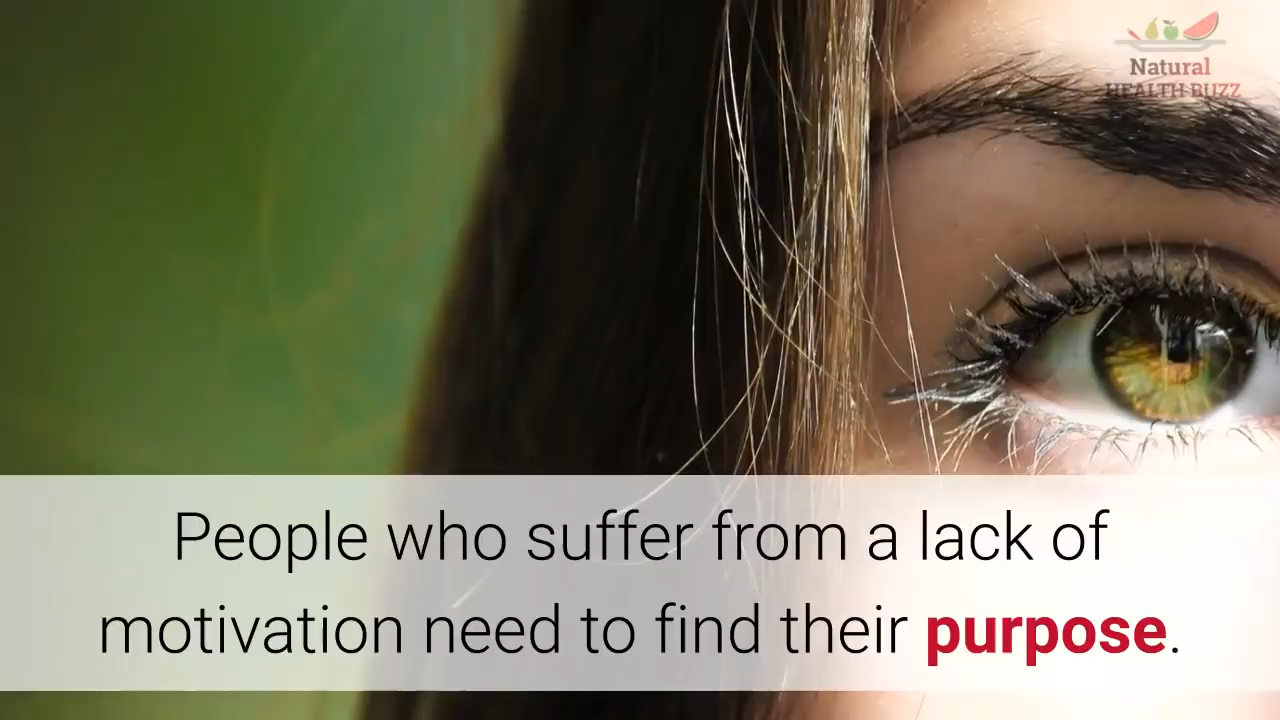 Natural
HEALTH BUZZ
People who suffer from a lack of
motivation need to find their purpose.